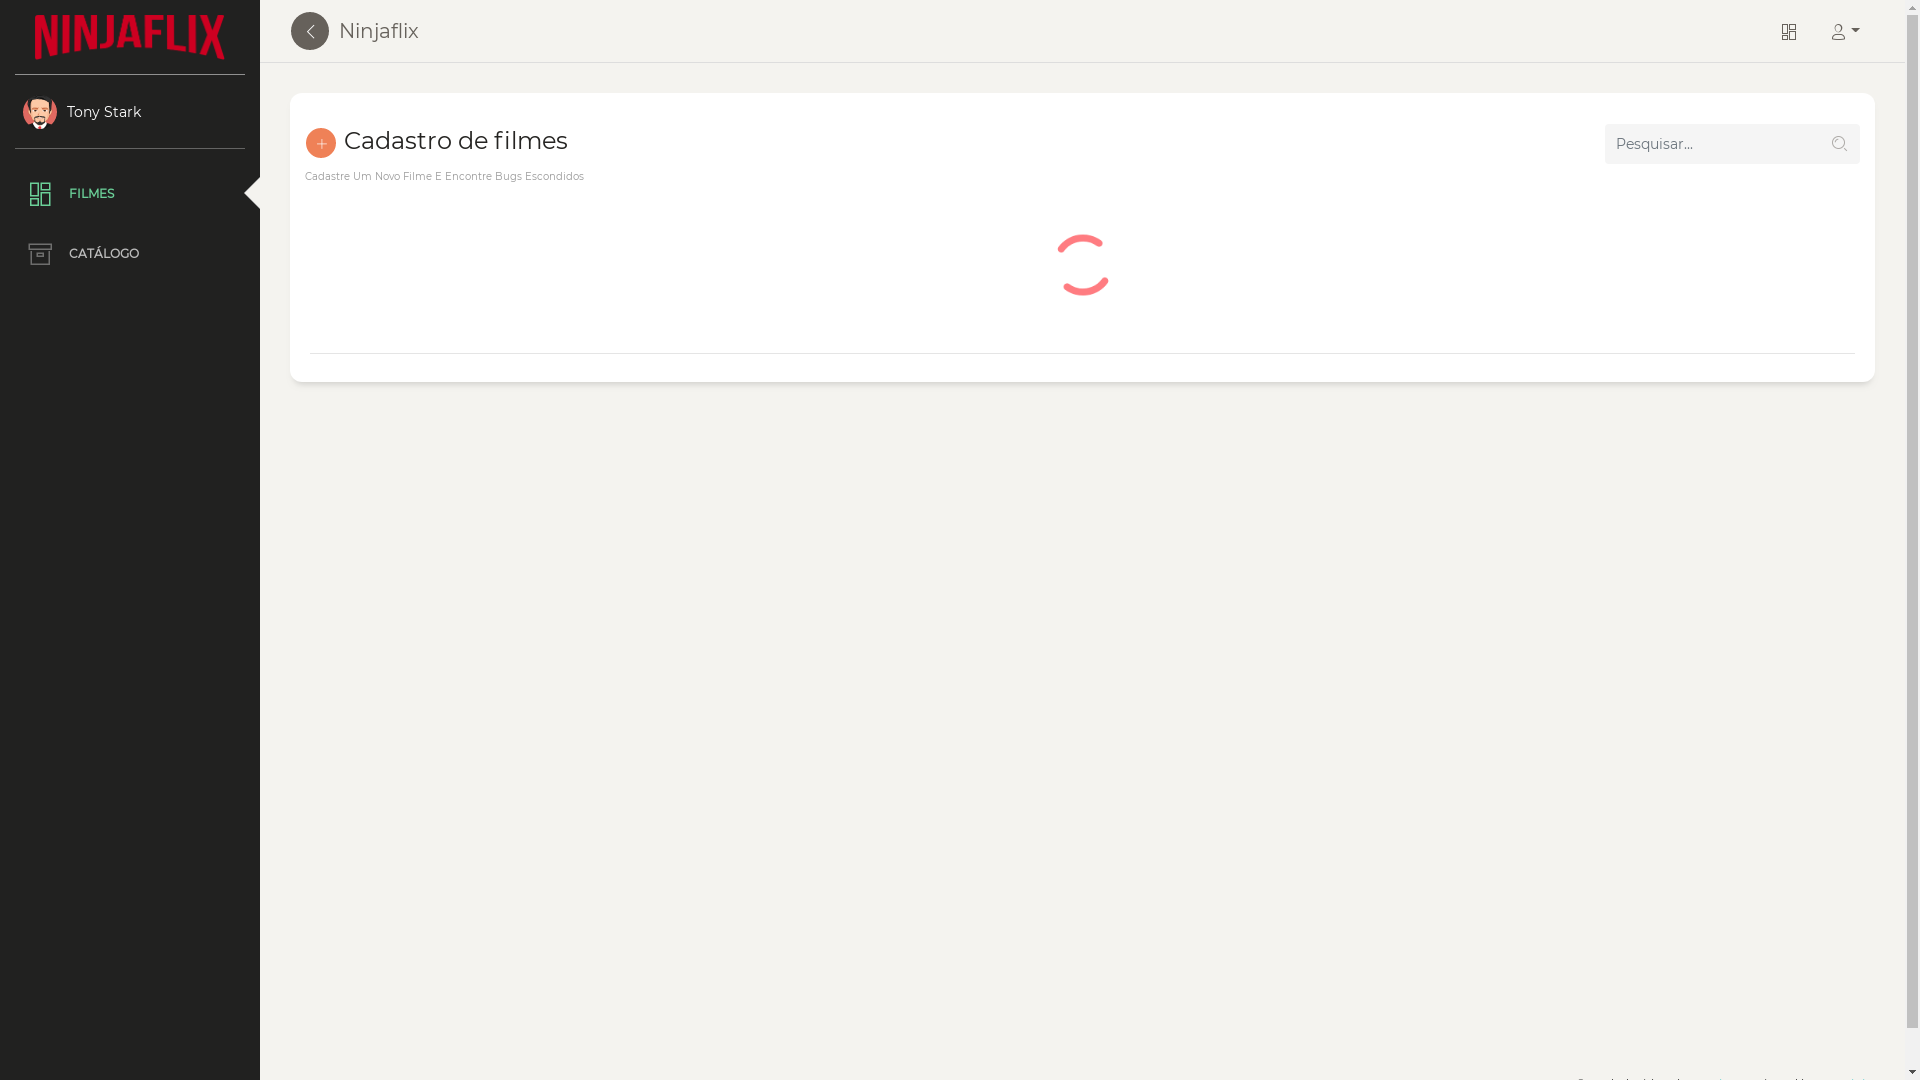 NINJAFLIX
Ninjaflix
Tony Stark
FILMES
CATÁLOGO
Cadastro de filmes
Pesquisar...
Cadastre Um Novo Filme E Encontre Bugs Escondidos